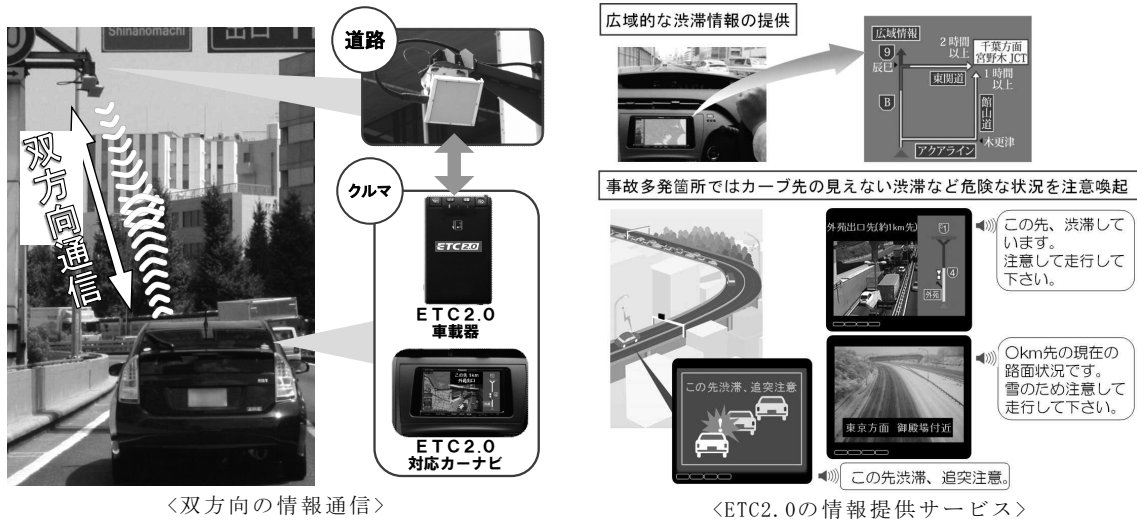 Shinanomachi
出口
双方向通信
道路
クルマ
ETC2.0
ETC2.0
車載器
この先 1km
外苑出口
ETC2.0
対応カーナビ
<双方向の情報通信>
広域的な渋滞情報の提供
広域情報
9
辰巳
2時間
以上
千葉方面
宮野木JCT
東関道
1時間
以上
B
館山道
木更津
アクアライン
事故多発箇所ではカーブ先の見えない渋滞など危険な状況を注意喚起
外苑出口先(約1km先)
4
外苑
この先、渋滞して
います。
注意して走行して
下さい。
この先渋滞、追突注意
東京方面 御殿場付近
〇km先の現在の
路面状況です。
雪のため注意して
走行して下さい。
この先渋滞、追突注意。
<ETC2.0の情報提供サービス>